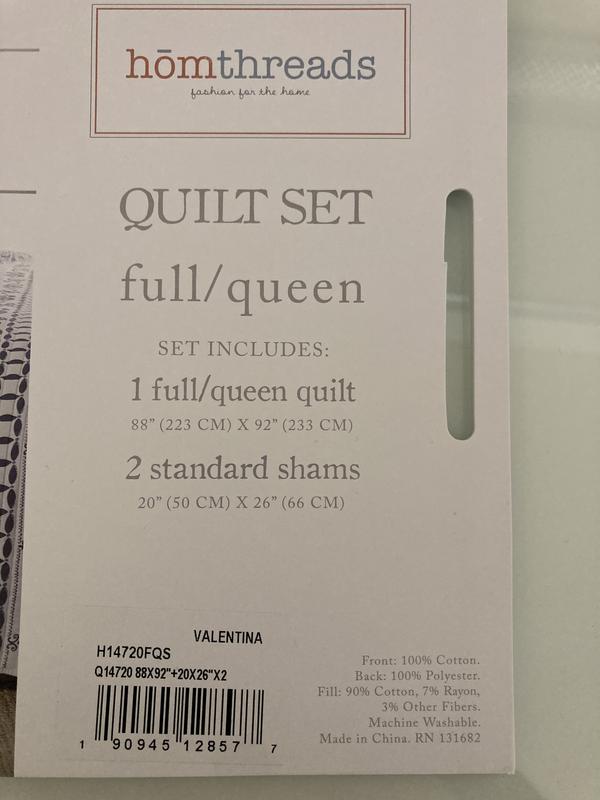 hōmthreads
fashion for the home
QUILT SET
full/queen
SET INCLUDES:
1 full/queen quilt
88” (223 CM) X 92” (233 CM)
2 standard shams
20” (50 CM) X 26” (66 CM)
VALENTINA
H14720FQS
Q14720 88X92"+20X26"X2
1 90945 12857 7
Front: 100% Cotton.
Back: 100% Polyester.
Fill: 90% Cotton, 7% Rayon,
3% Other Fibers.
Machine Washable.
Made in China. RN 131682